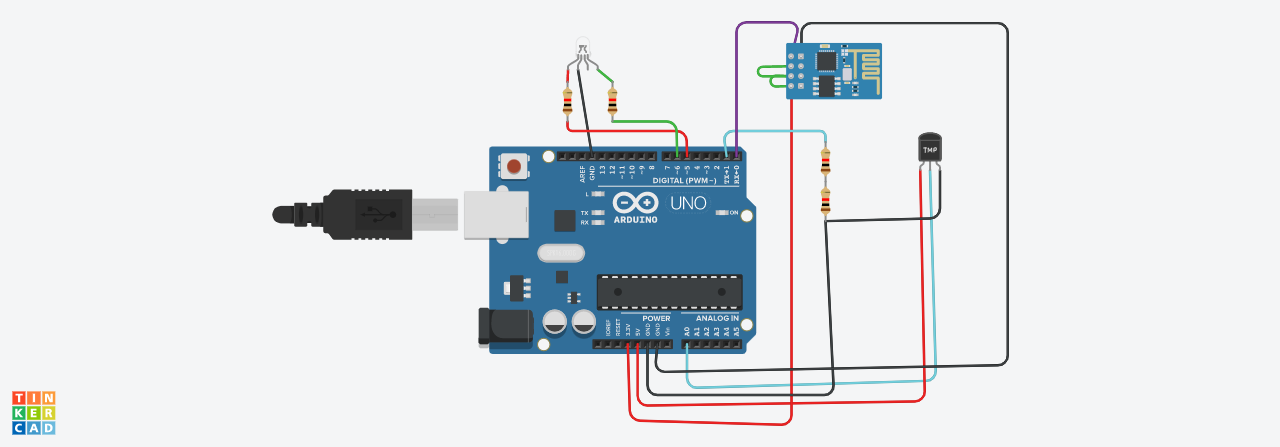 TMP
AREF
GND
13
12
~11
~10
~9
8
7
~6
~5
4
~3
2
TX→1
RX←0
DIGITAL (PWM~)
L
TX
RX
ARDUINO
UNO
ON
POWER
ANALOG IN
IOREF
RESET
3.3V
5V
GND
GND
Vin
A0
A1
A2
A3
A4
A5
TIN
KER
CAD